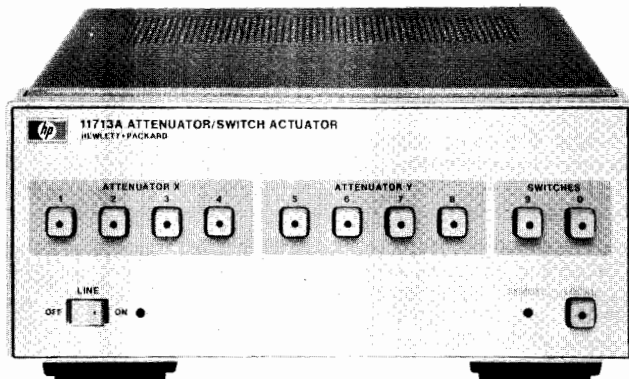 hp 11713A ATTENUATOR/SWITCH ACTUATOR
HEWLETT•PACKARD
ATTENUATOR X ATTENUATOR Y SWITCHES
1 2 3 4 5 6 7 8 9 0
LINE
OFF ON